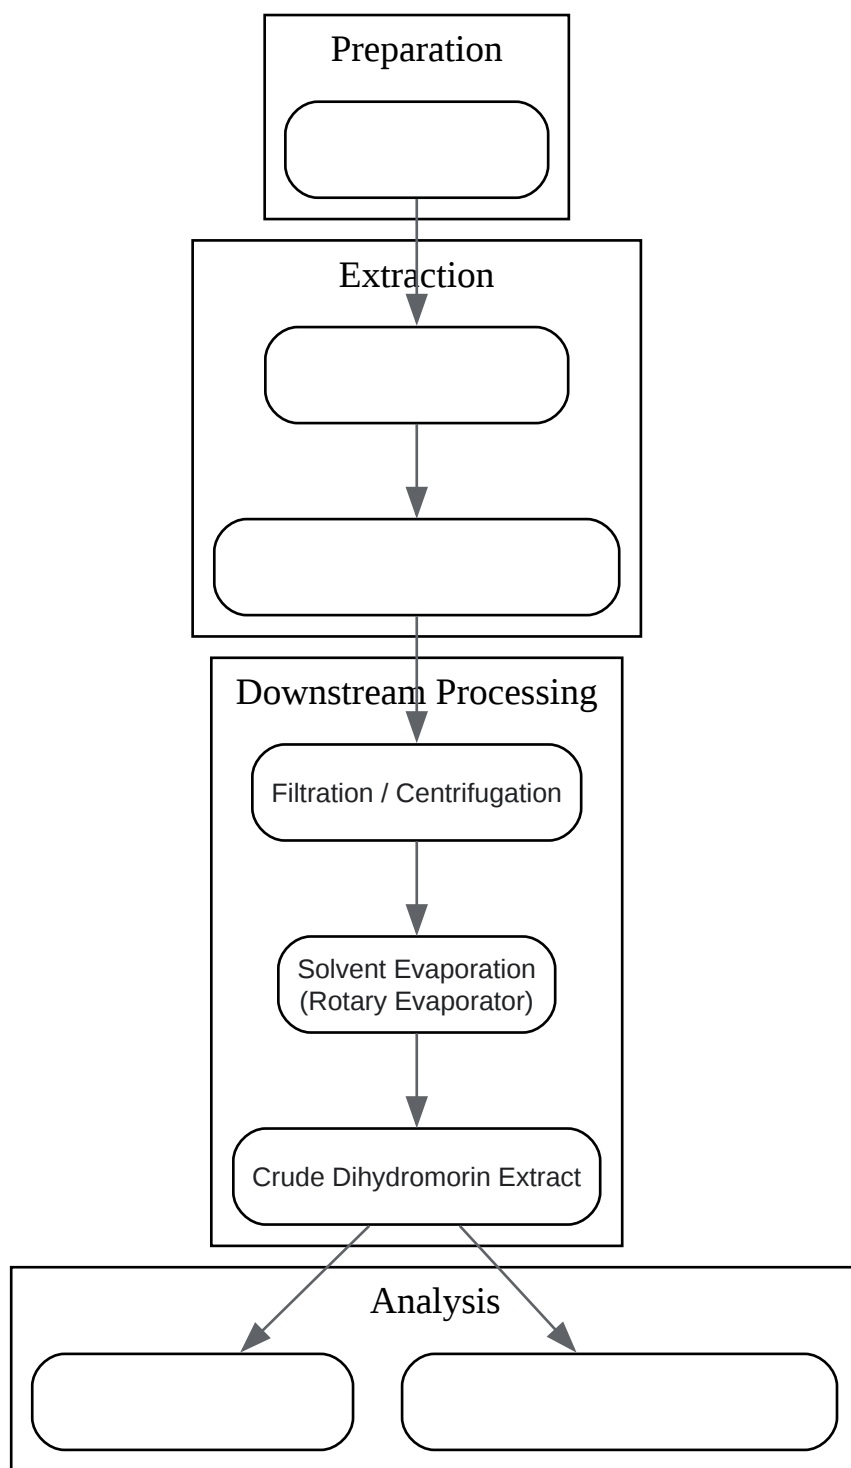 Preparation
Extraction
Downstream Processing
Filtration / Centrifugation
Solvent Evaporation
(Rotary Evaporator)
Crude Dihydromorin Extract
Analysis